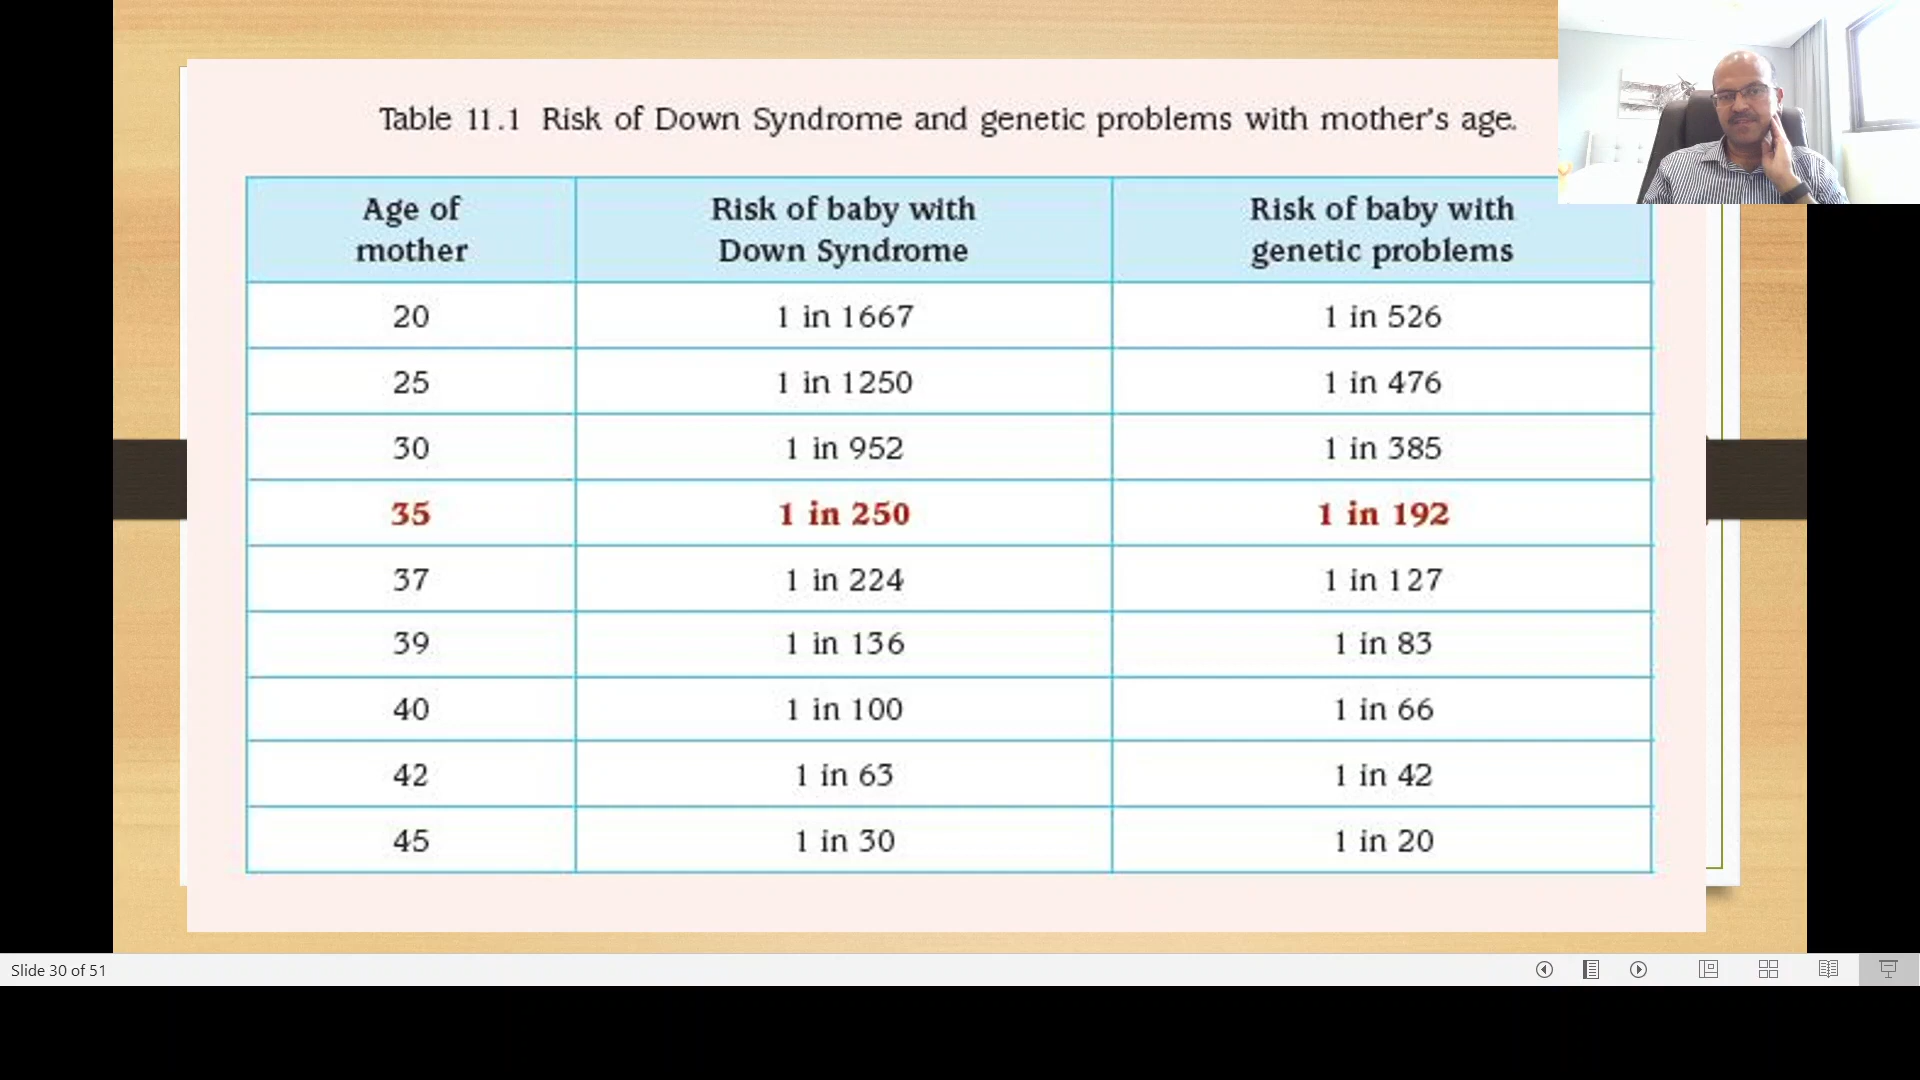 Table 11.1 Risk of Down Syndrome and genetic problems with mother's age.
Age of mother Risk of baby with Down Syndrome Risk of baby with genetic problems
20 1 in 1667 1 in 526
25 1 in 1250 1 in 476
30 1 in 952 1 in 385
35 1 in 250 1 in 192
37 1 in 224 1 in 127
39 1 in 136 1 in 83
40 1 in 100 1 in 66
42 1 in 63 1 in 42
45 1 in 30 1 in 20
Slide 30 of 51